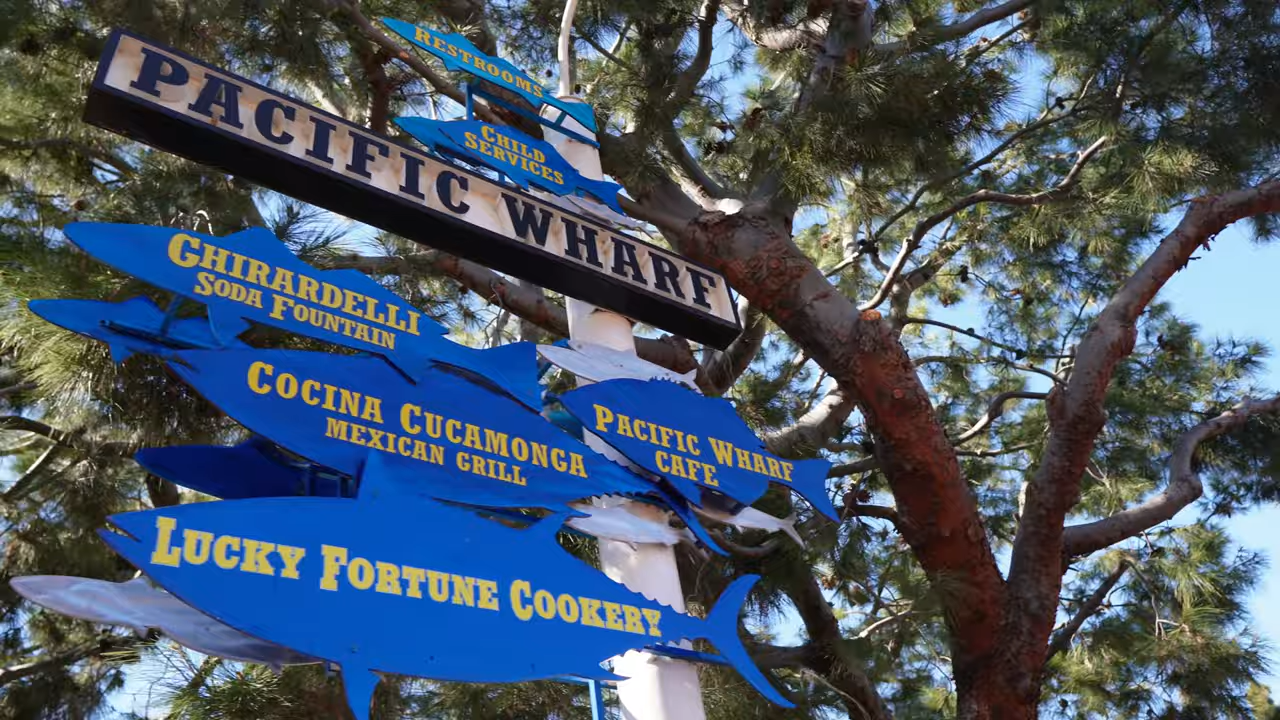 RESTROOMS
CHILD
SERVICES
PACIFIC WHARF
GHIRARDELLI
SODA FOUNTAIN
COCINA CUCAMONGA
MEXICAN GRILL
PACIFIC WHARF
CAFE
LUCKY FORTUNE COOKERY